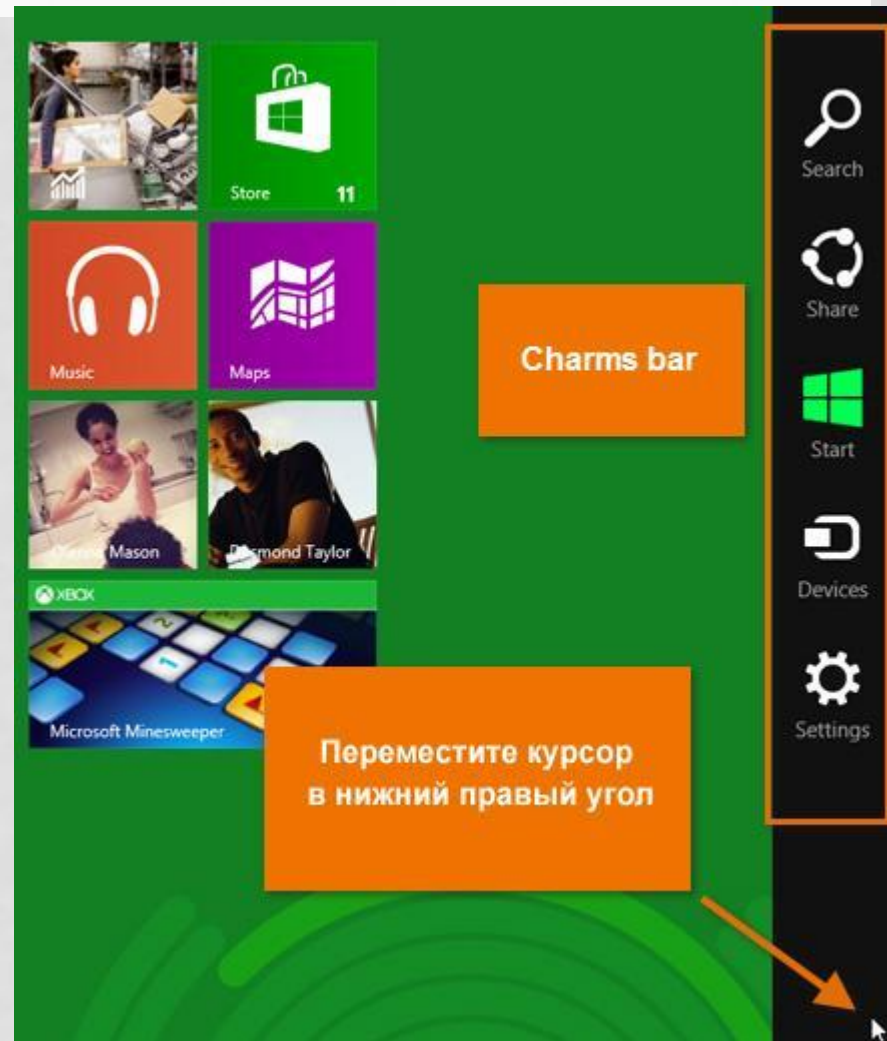 Store 11
Music
Maps
Mason
Desmond Taylor
XBOX
Microsoft Minesweeper
Charms bar
Переместите курсор
в нижний правый угол
Search
Share
Start
Devices
Settings